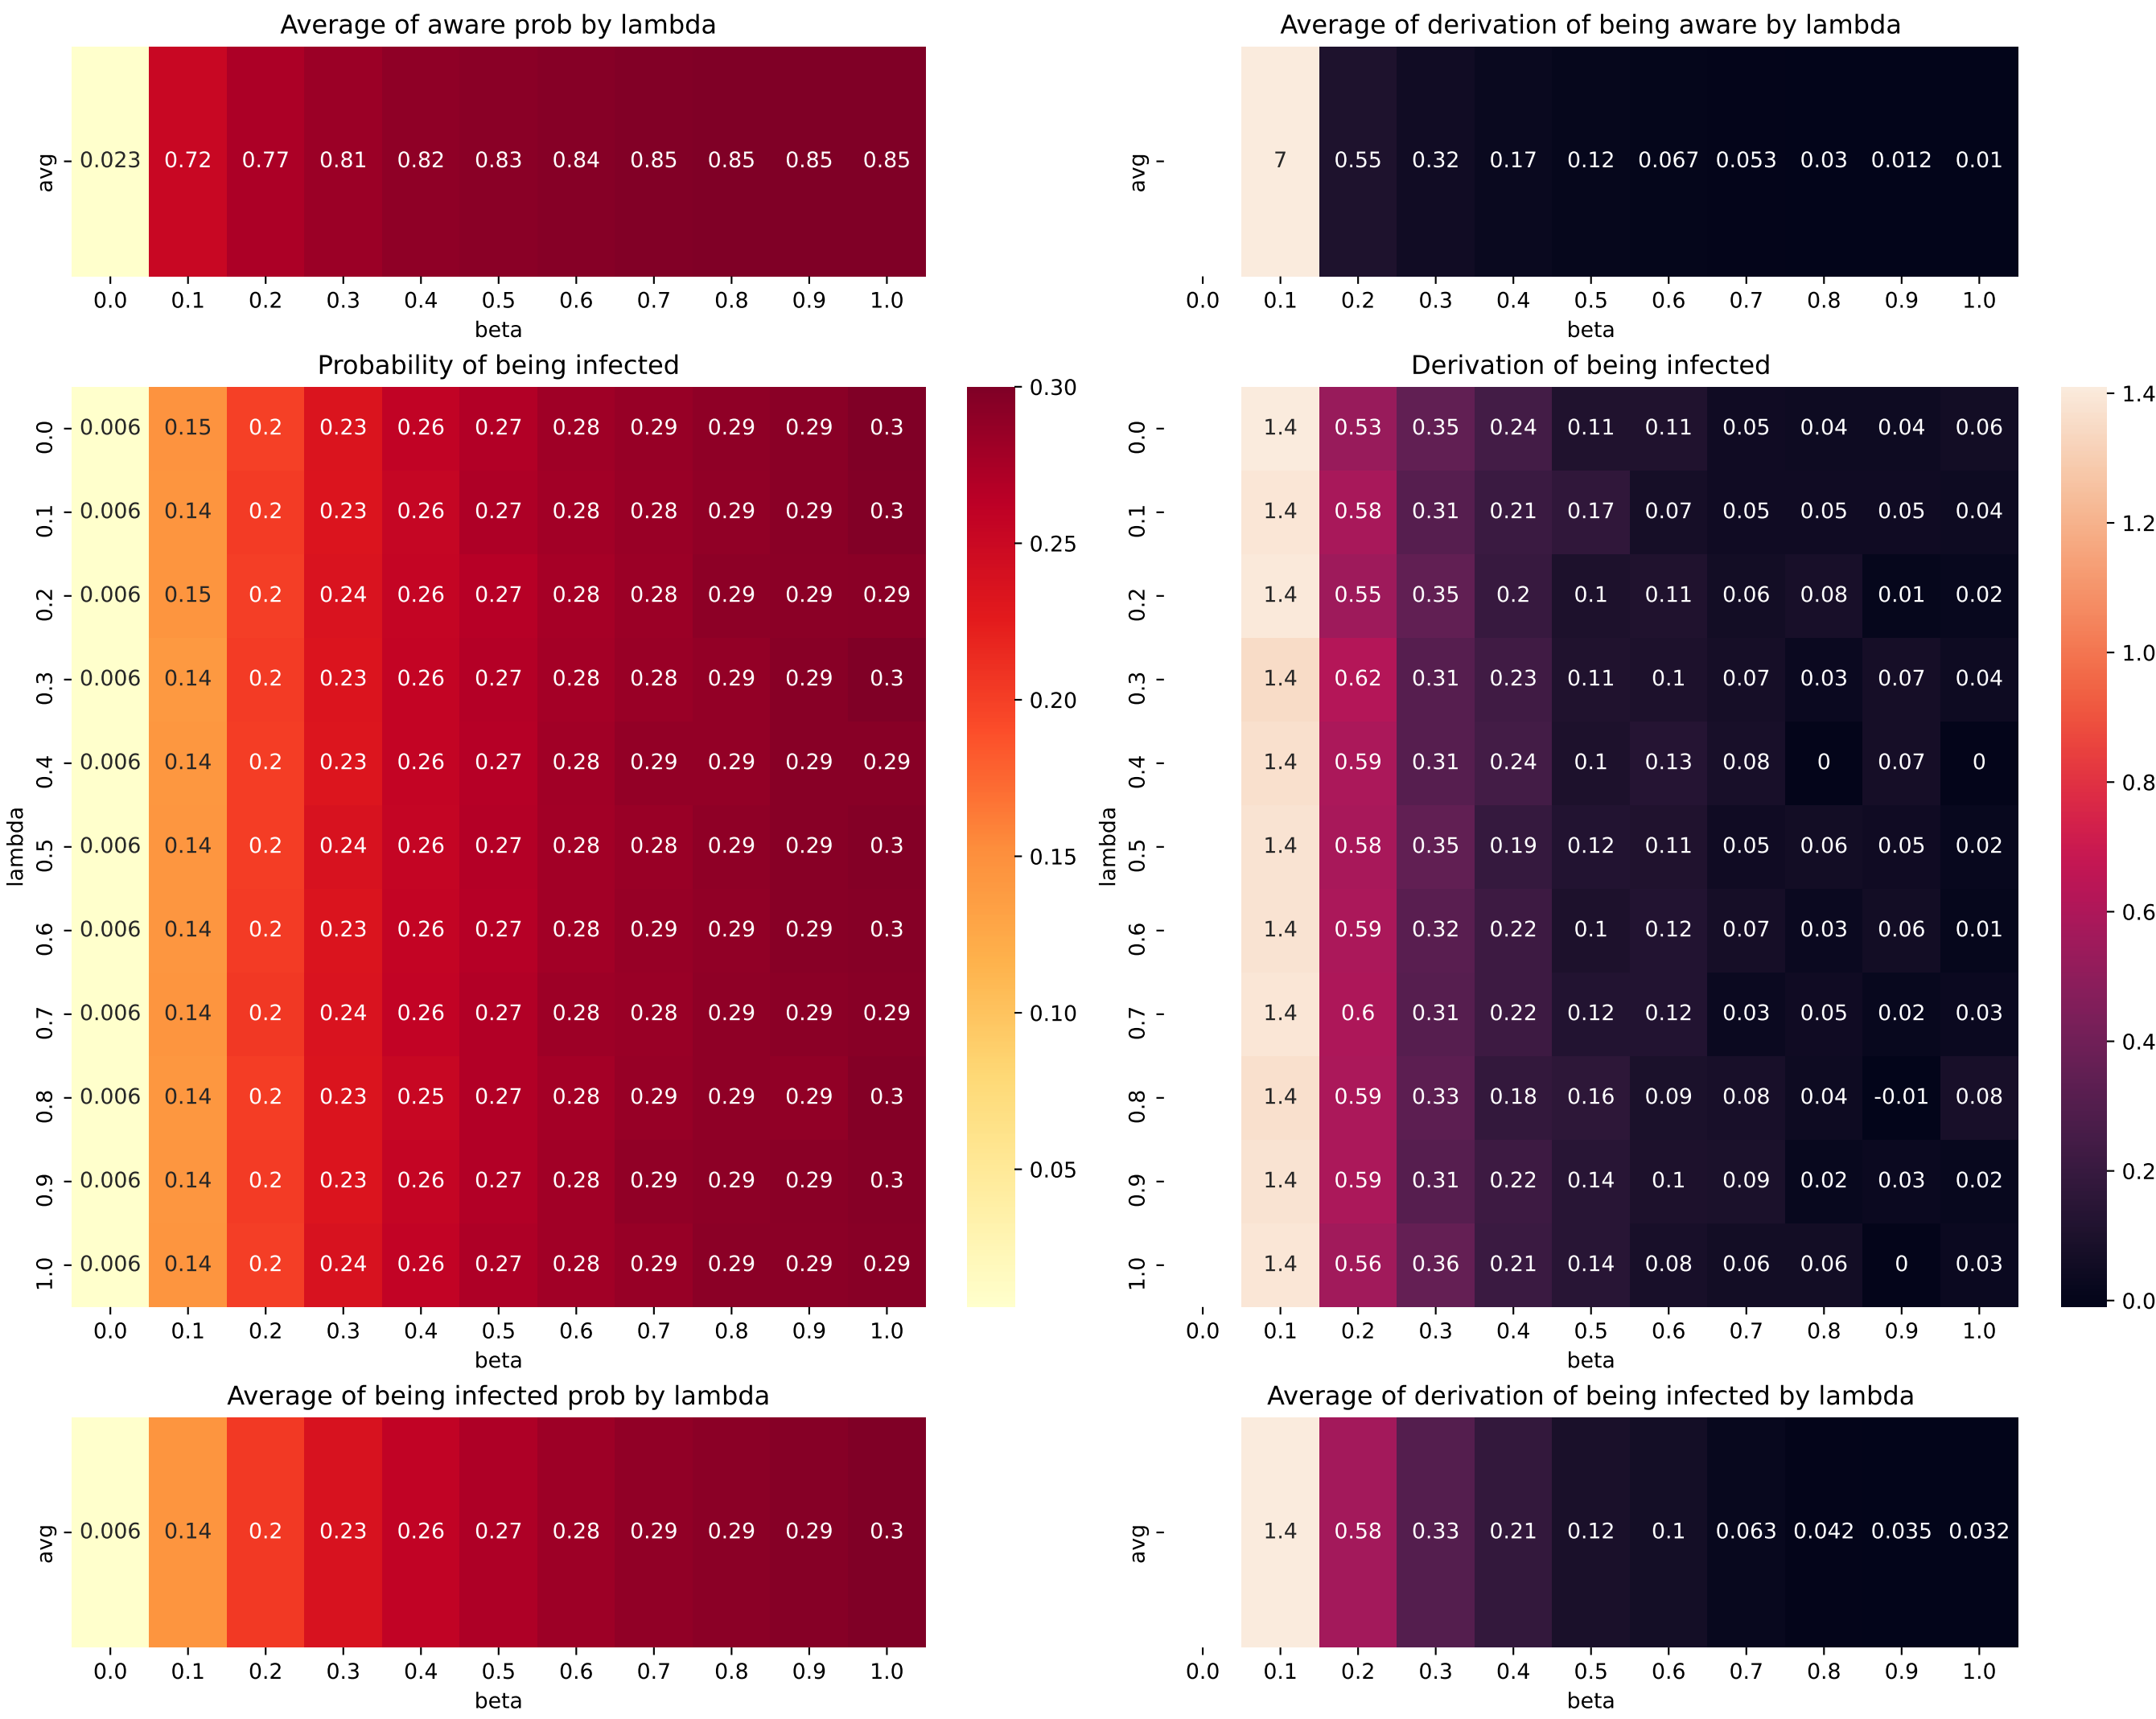 Average of aware prob by lambda
avg
0.023 0.72 0.77 0.81 0.82 0.83 0.84 0.85 0.85 0.85 0.85
0.0 0.1 0.2 0.3 0.4 0.5 0.6 0.7 0.8 0.9 1.0
beta
Average of derivation of being aware by lambda
avg
7 0.55 0.32 0.17 0.12 0.067 0.053 0.03 0.012 0.01
0.0 0.1 0.2 0.3 0.4 0.5 0.6 0.7 0.8 0.9 1.0
beta
Probability of being infected
lambda
0.0 0.006 0.15 0.2 0.23 0.26 0.27 0.28 0.29 0.29 0.29 0.3
0.1 0.006 0.14 0.2 0.23 0.26 0.27 0.28 0.28 0.29 0.29 0.3
0.2 0.006 0.15 0.2 0.24 0.26 0.27 0.28 0.28 0.29 0.29 0.29
0.3 0.006 0.14 0.2 0.23 0.26 0.27 0.28 0.28 0.29 0.29 0.3
0.4 0.006 0.14 0.2 0.23 0.26 0.27 0.28 0.29 0.29 0.29 0.29
0.5 0.006 0.14 0.2 0.24 0.26 0.27 0.28 0.28 0.29 0.29 0.3
0.6 0.006 0.14 0.2 0.23 0.26 0.27 0.28 0.29 0.29 0.29 0.3
0.7 0.006 0.14 0.2 0.24 0.26 0.27 0.28 0.28 0.29 0.29 0.29
0.8 0.006 0.14 0.2 0.23 0.25 0.27 0.28 0.29 0.29 0.29 0.3
0.9 0.006 0.14 0.2 0.23 0.26 0.27 0.28 0.29 0.29 0.29 0.3
1.0 0.006 0.14 0.2 0.24 0.26 0.27 0.28 0.29 0.29 0.29 0.29
0.0 0.1 0.2 0.3 0.4 0.5 0.6 0.7 0.8 0.9 1.0
beta
0.30
0.25
0.20
0.15
0.10
0.05
Derivation of being infected
lambda
0.0 1.4 0.53 0.35 0.24 0.11 0.11 0.05 0.04 0.04 0.06
0.1 1.4 0.58 0.31 0.21 0.17 0.07 0.05 0.05 0.05 0.04
0.2 1.4 0.55 0.35 0.2 0.1 0.11 0.06 0.08 0.01 0.02
0.3 1.4 0.62 0.31 0.23 0.11 0.1 0.07 0.03 0.07 0.04
0.4 1.4 0.59 0.31 0.24 0.1 0.13 0.08 0 0.07 0
0.5 1.4 0.58 0.35 0.19 0.12 0.11 0.05 0.06 0.05 0.02
0.6 1.4 0.59 0.32 0.22 0.1 0.12 0.07 0.03 0.06 0.01
0.7 1.4 0.6 0.31 0.22 0.12 0.12 0.03 0.05 0.02 0.03
0.8 1.4 0.59 0.33 0.18 0.16 0.09 0.08 0.04 -0.01 0.08
0.9 1.4 0.59 0.31 0.22 0.14 0.1 0.09 0.02 0.03 0.02
1.0 1.4 0.56 0.36 0.21 0.14 0.08 0.06 0.06 0 0.03
0.0 0.1 0.2 0.3 0.4 0.5 0.6 0.7 0.8 0.9 1.0
beta
1.4
1.2
1.0
0.8
0.6
0.4
0.2
0.0
Average of being infected prob by lambda
avg
0.006 0.14 0.2 0.23 0.26 0.27 0.28 0.29 0.29 0.29 0.3
0.0 0.1 0.2 0.3 0.4 0.5 0.6 0.7 0.8 0.9 1.0
beta
Average of derivation of being infected by lambda
avg
1.4 0.58 0.33 0.21 0.12 0.1 0.063 0.042 0.035 0.032
0.0 0.1 0.2 0.3 0.4 0.5 0.6 0.7 0.8 0.9 1.0
beta